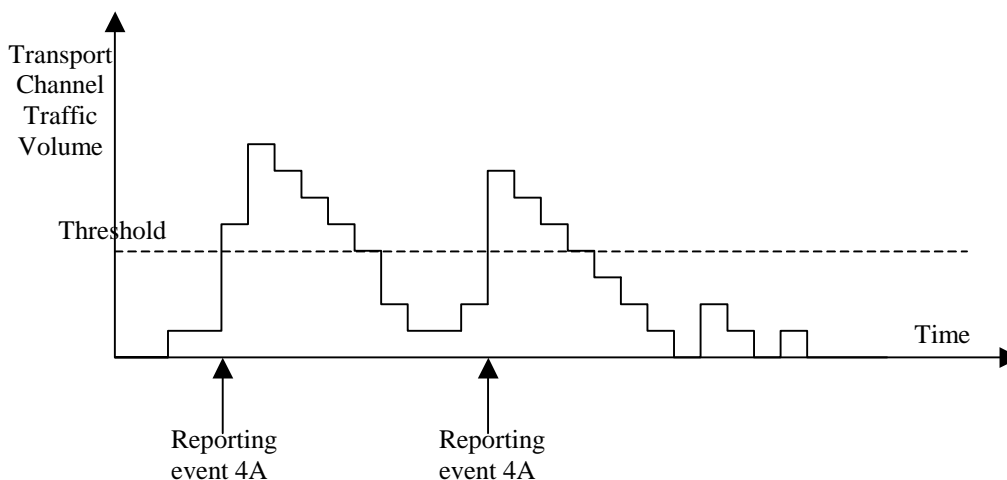 Transport
Channel
Traffic
Volume
Threshold
Time
Reporting
event 4A
Reporting
event 4A